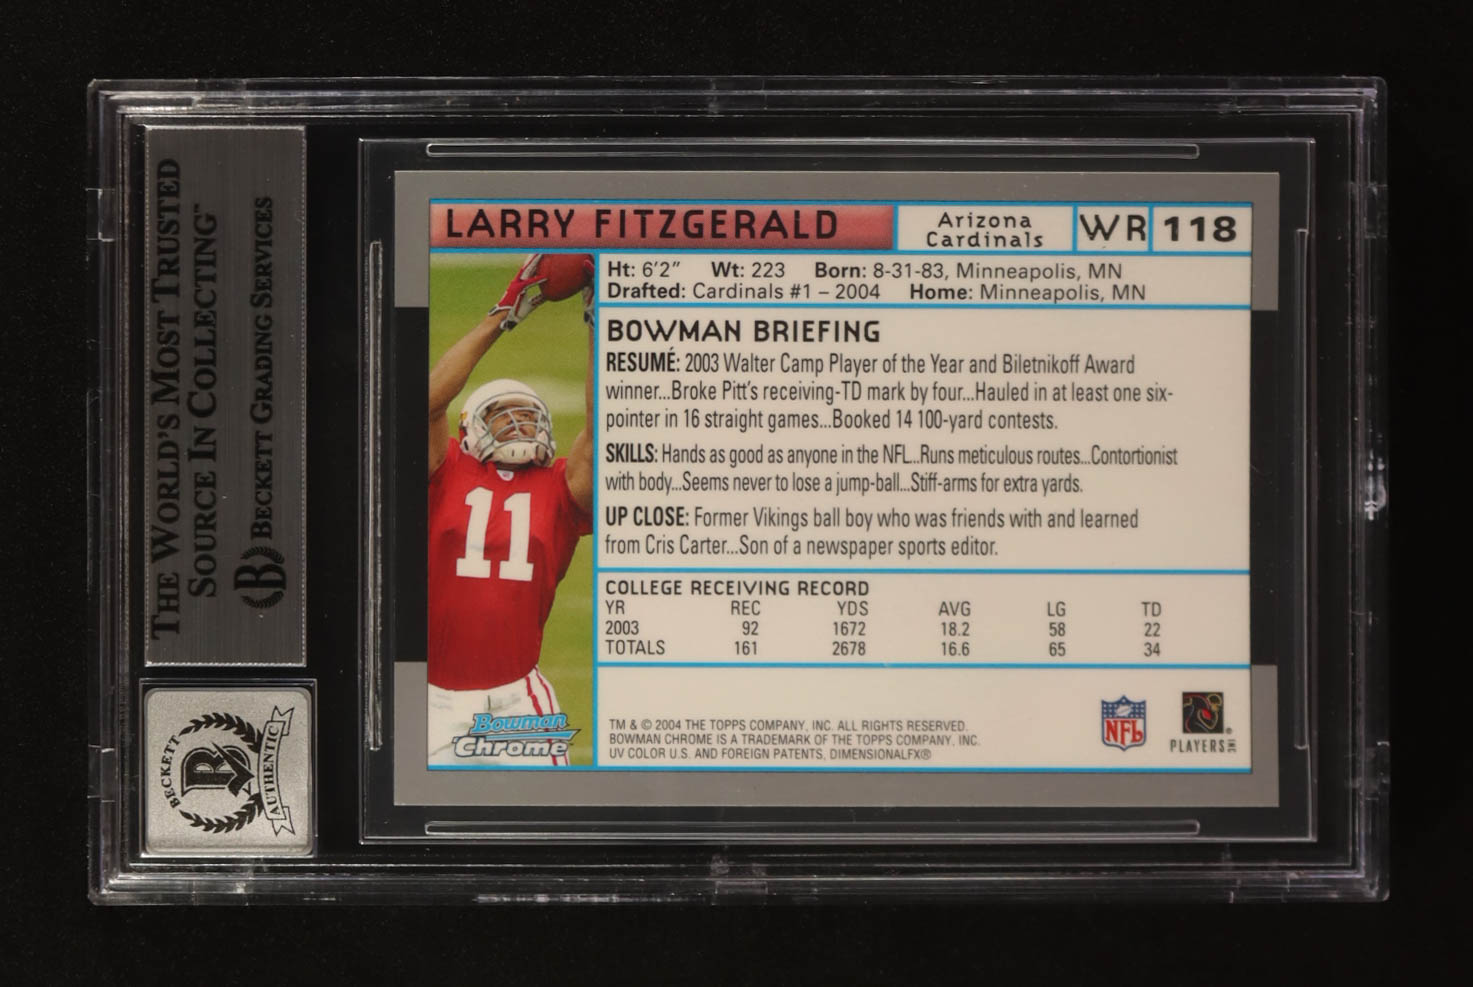 THE WORLD'S MOST TRUSTED
SOURCE IN COLLECTING™
BECKETT GRADING SERVICES
B
BECKETT
B
AUTHENTIC
LARRY FITZGERALD
Arizona
Cardinals
WR
118
Ht: 6'2" Wt: 223 Born: 8-31-83, Minneapolis, MN
Drafted: Cardinals #1 – 2004 Home: Minneapolis, MN
BOWMAN BRIEFING
RESUMÉ: 2003 Walter Camp Player of the Year and Biletnikoff Award
winner...Broke Pitt's receiving-TD mark by four...Hauled in at least one six-
pointer in 16 straight games...Booked 14 100-yard contests.
SKILLS: Hands as good as anyone in the NFL...Runs meticulous routes...Contortionist
with body...Seems never to lose a jump-ball...Stiff-arms for extra yards.
UP CLOSE: Former Vikings ball boy who was friends with and learned
from Cris Carter...Son of a newspaper sports editor.
COLLEGE RECEIVING RECORD
YR REC YDS AVG LG TD
2003 92 1672 18.2 58 22
TOTALS 161 2678 16.6 65 34
11
Bowman
Chrome
TM & © 2004 THE TOPPS COMPANY, INC. ALL RIGHTS RESERVED.
BOWMAN CHROME IS A TRADEMARK OF THE TOPPS COMPANY, INC.
UV COLOR U.S. AND FOREIGN PATENTS, DIMENSIONALFX®
NFL
PLAYERS INC